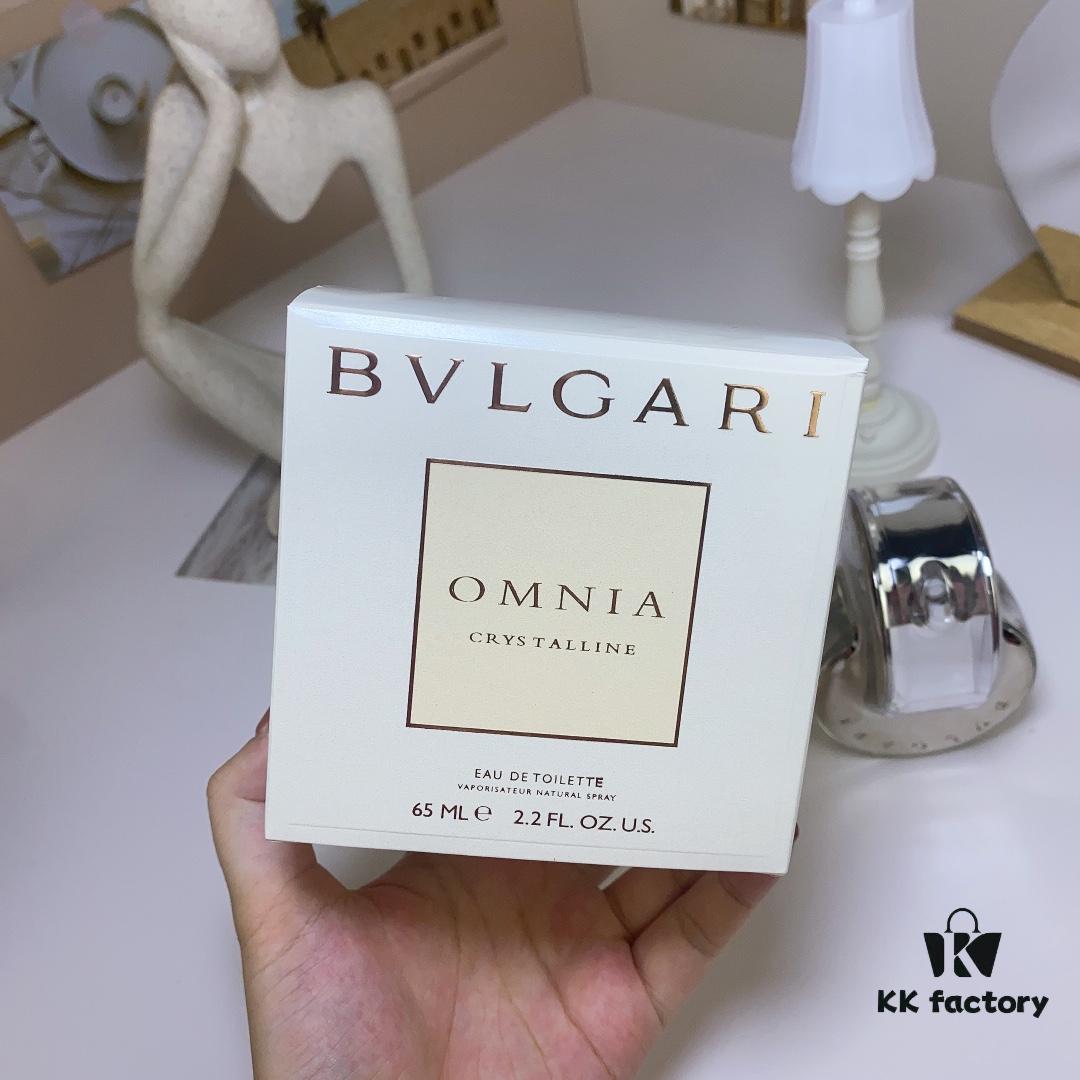 BVLGARI
OMNIA
CRYSTALLINE
EAU DE TOILETTE
VAPORISATEUR NATURAL SPRAY
65 ML ℮ 2.2 FL. OZ. U.S.
KK factory